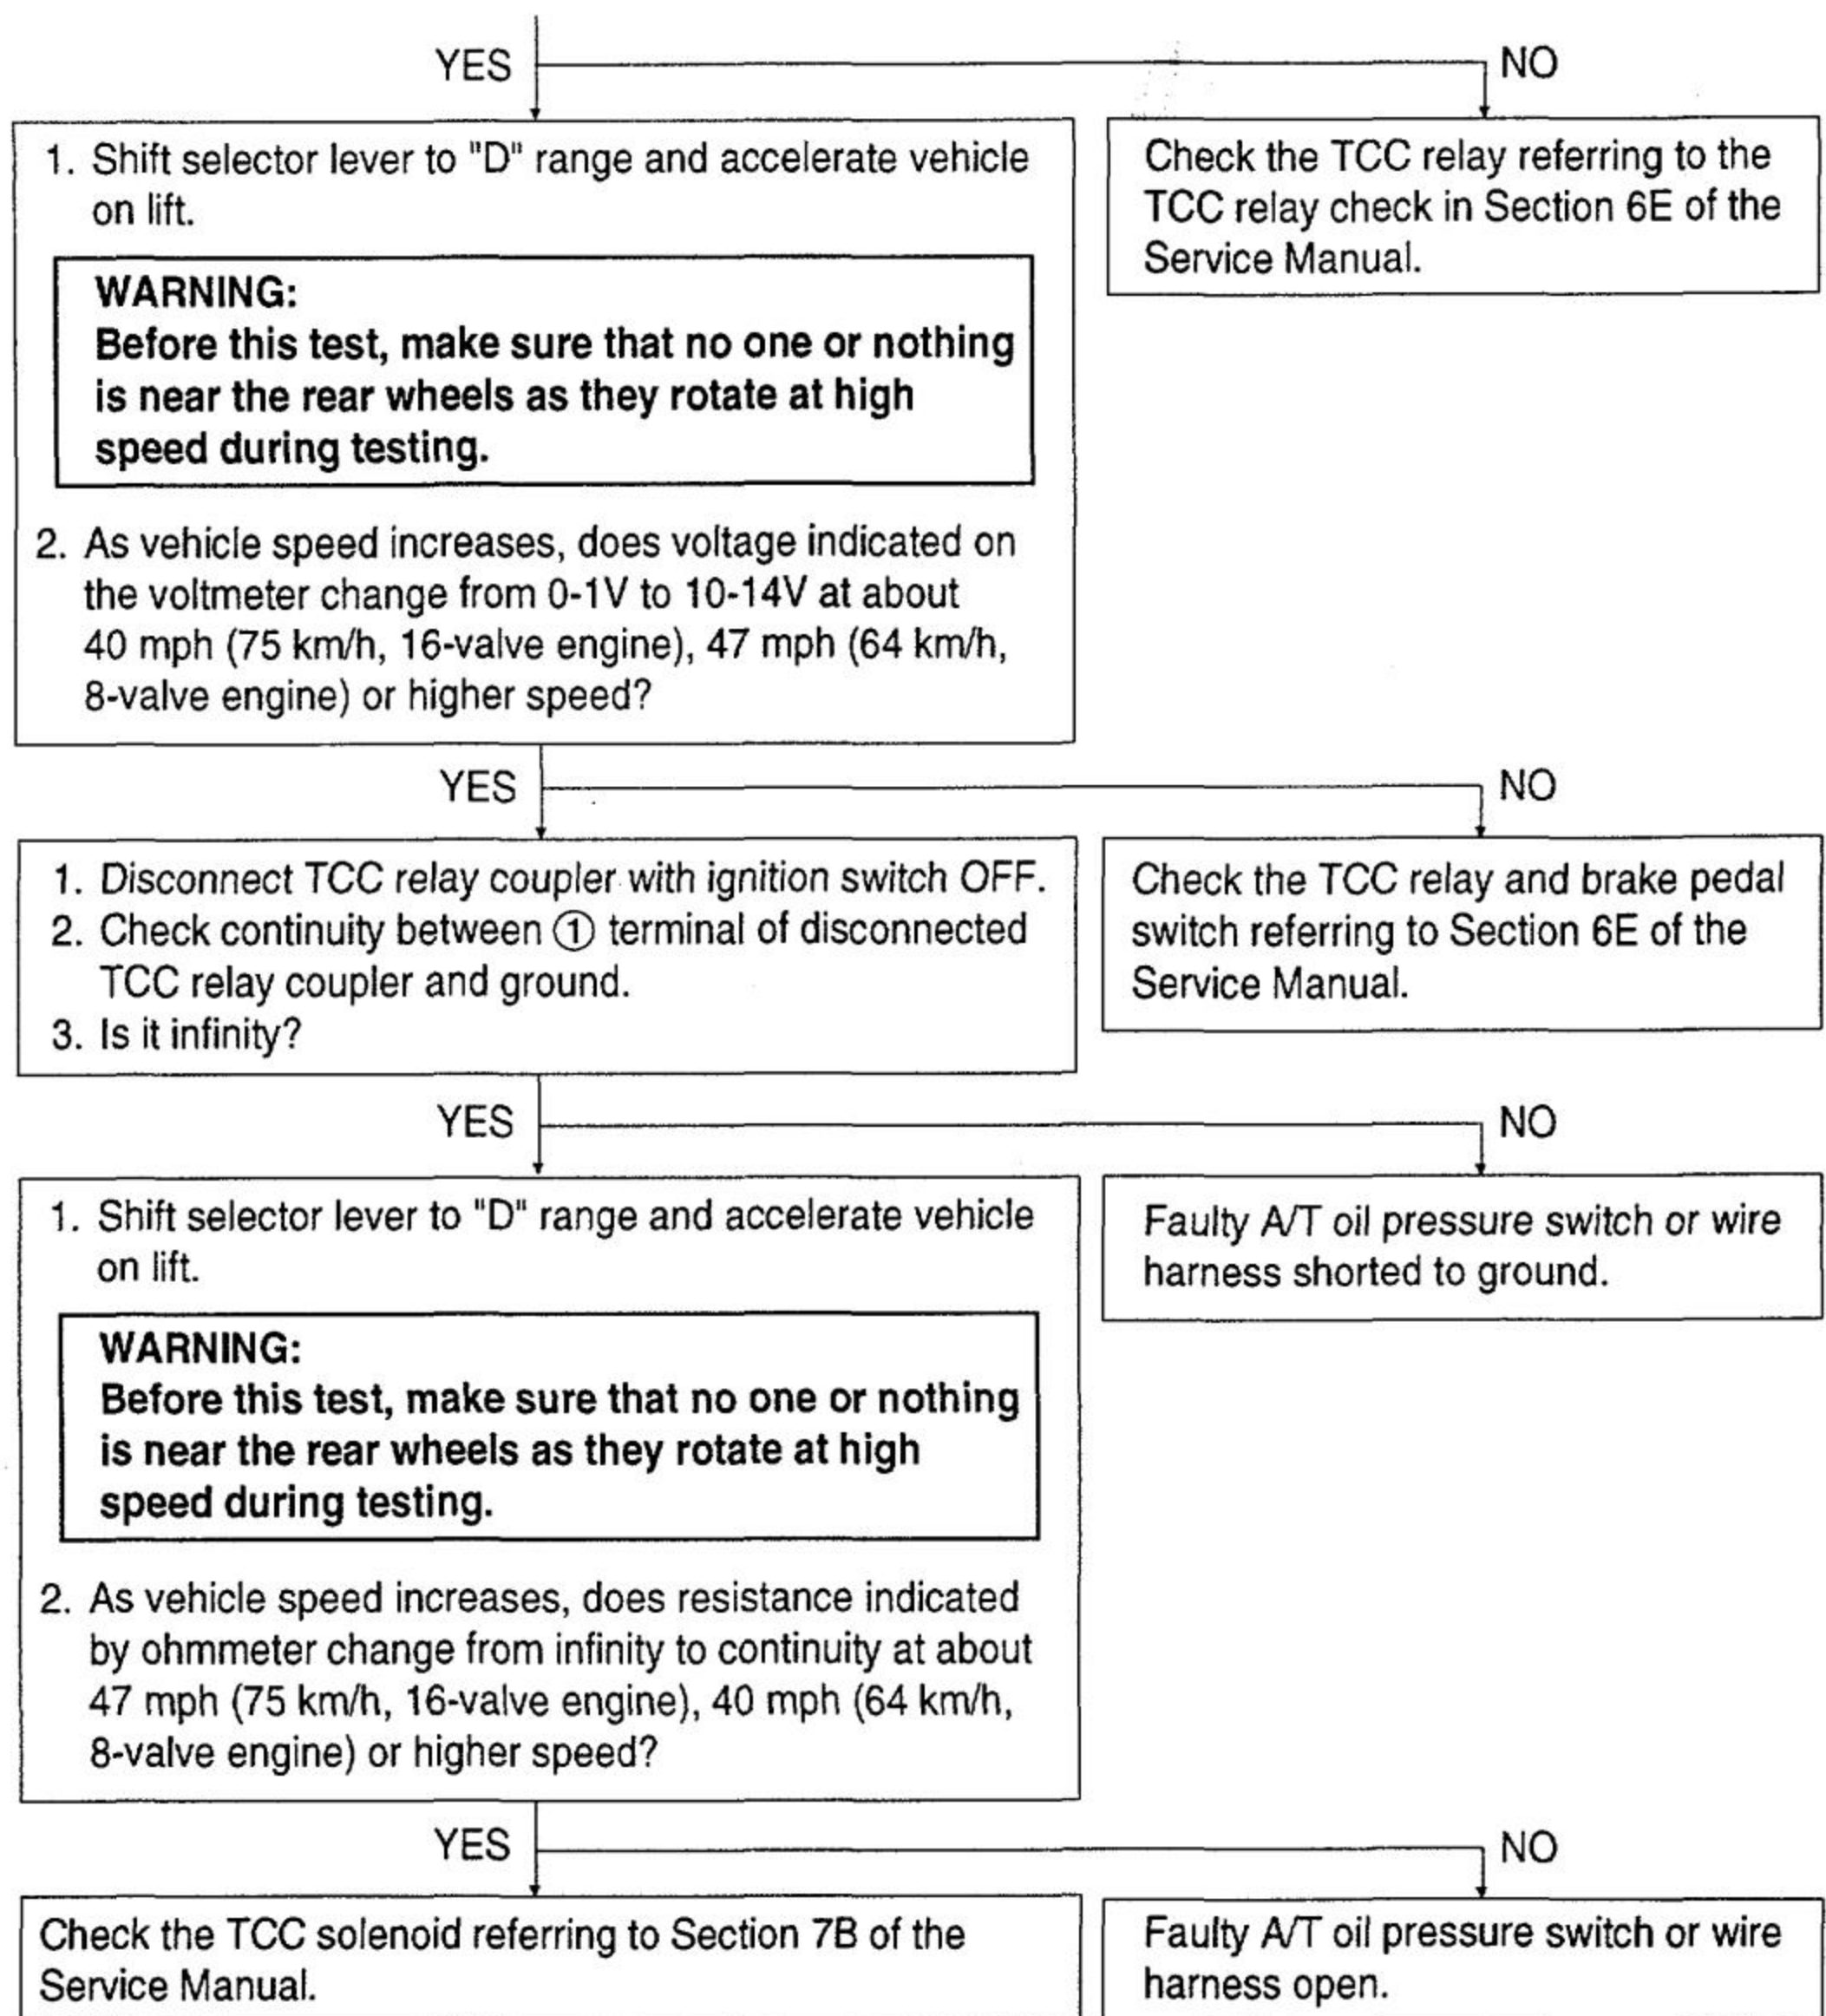 YES
NO
1. Shift selector lever to "D" range and accelerate vehicle
on lift.
WARNING:
Before this test, make sure that no one or nothing
is near the rear wheels as they rotate at high
speed during testing.
2. As vehicle speed increases, does voltage indicated on
the voltmeter change from 0-1V to 10-14V at about
40 mph (75 km/h, 16-valve engine), 47 mph (64 km/h,
8-valve engine) or higher speed?
Check the TCC relay referring to the
TCC relay check in Section 6E of the
Service Manual.
YES
NO
1. Disconnect TCC relay coupler with ignition switch OFF.
2. Check continuity between ① terminal of disconnected
TCC relay coupler and ground.
3. Is it infinity?
Check the TCC relay and brake pedal
switch referring to Section 6E of the
Service Manual.
YES
NO
1. Shift selector lever to "D" range and accelerate vehicle
on lift.
WARNING:
Before this test, make sure that no one or nothing
is near the rear wheels as they rotate at high
speed during testing.
2. As vehicle speed increases, does resistance indicated
by ohmmeter change from infinity to continuity at about
47 mph (75 km/h, 16-valve engine), 40 mph (64 km/h,
8-valve engine) or higher speed?
Faulty A/T oil pressure switch or wire
harness shorted to ground.
YES
NO
Check the TCC solenoid referring to Section 7B of the
Service Manual.
Faulty A/T oil pressure switch or wire
harness open.